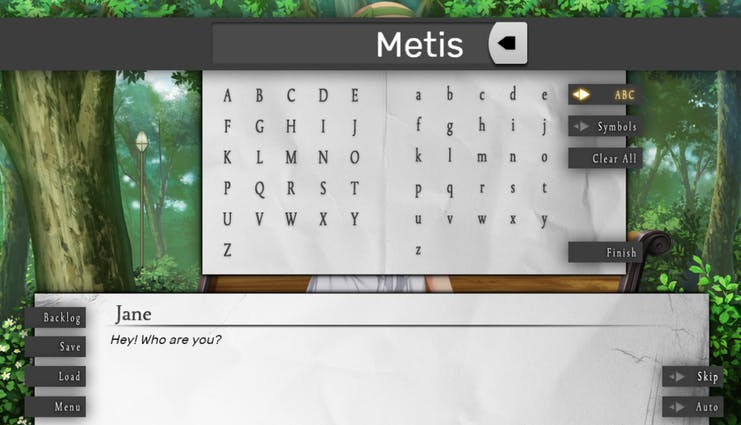 Metis
A B C D E a b c d e
F G H I J f g h i j
K L M N O k l m n o
P Q R S T p q r s t
U V W X Y u v w x y
Z z
ABC
Symbols
Clear All
Finish
Jane
Hey! Who are you?
Backlog
Save
Load
Menu
Skip
Auto